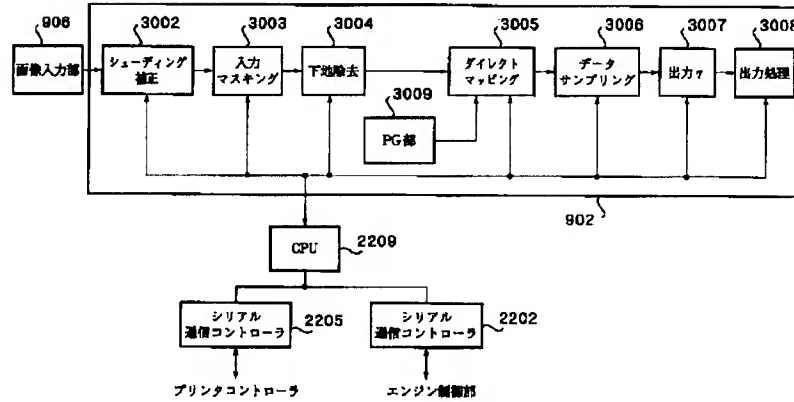 906
3002
3003
3004
3005
3006
3007
3008
画像入力部
シェーディング
補正
入力
マスキング
下地除去
ダイレクト
マッピング
データ
サンプリング
出力γ
出力処理
3009
PG部
902
CPU
2209
シリアル
通信コントローラ
2205
シリアル
通信コントローラ
2202
プリンタコントローラ
エンジン制御部